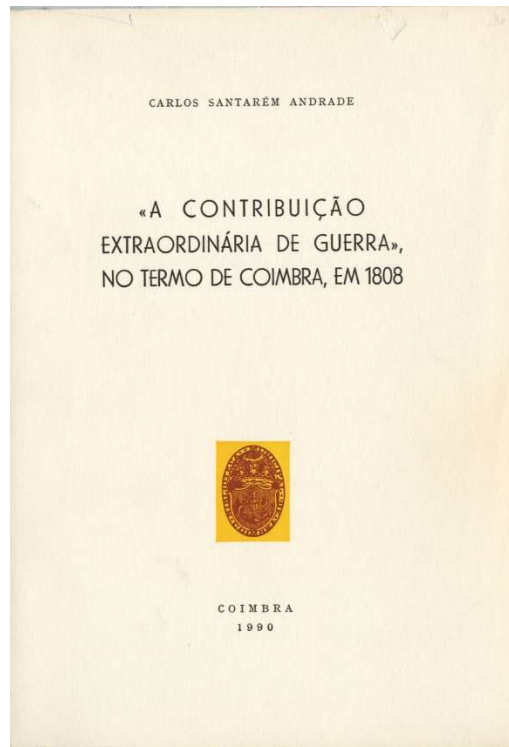 CARLOS SANTARÉM ANDRADE
«A CONTRIBUIÇÃO
EXTRAORDINÁRIA DE GUERRA»,
NO TERMO DE COIMBRA, EM 1808
COIMBRA
1990